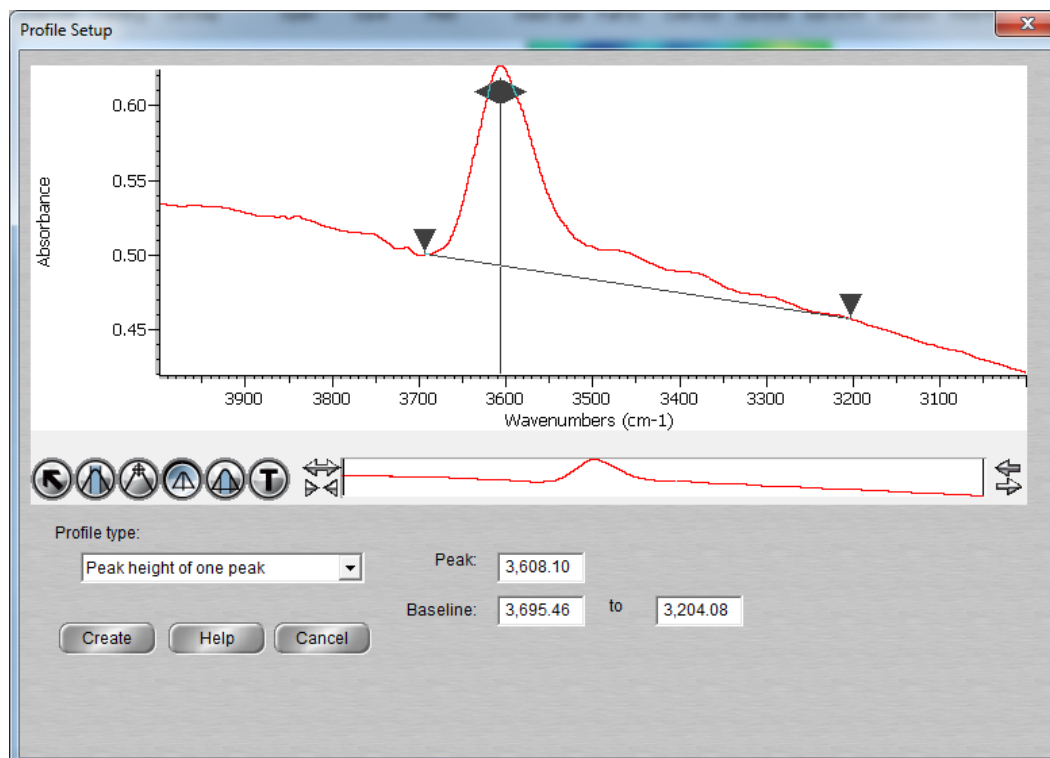 Profile Setup
X
0.60
0.55
0.50
0.45
Absorbance
3900 3800 3700 3600 3500 3400 3300 3200 3100
Wavenumbers (cm-1)
T
Profile type:
Peak height of one peak
Peak: 3,608.10
Baseline: 3,695.46 to 3,204.08
Create Help Cancel